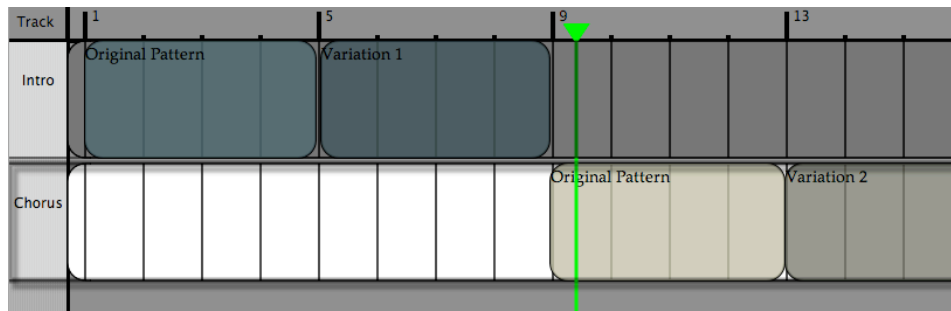 Track 1 5 9 13
Intro Original Pattern Variation 1
Chorus Original Pattern Variation 2